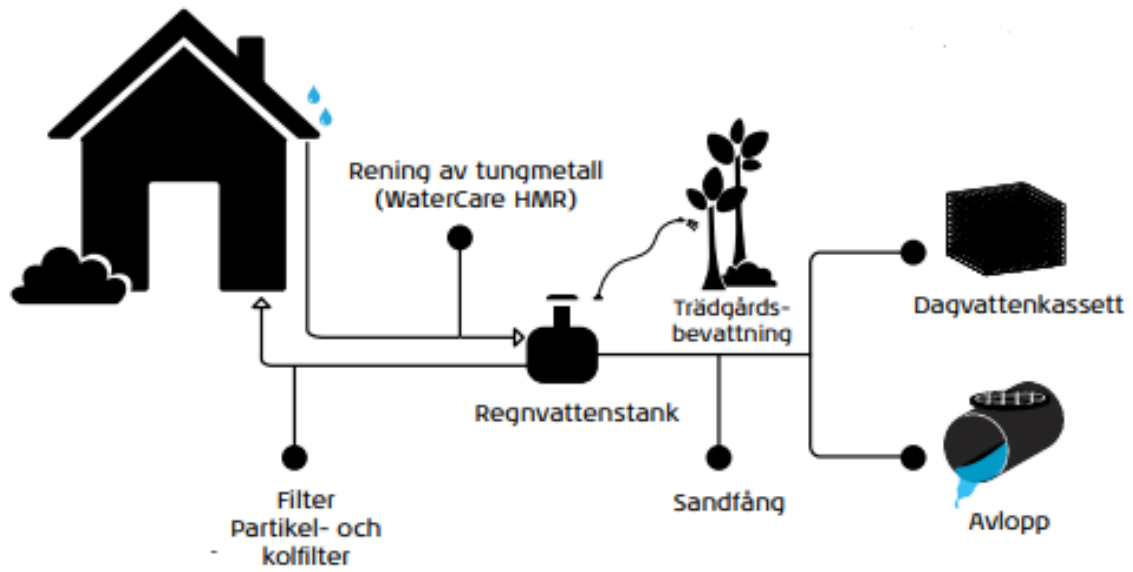 Rening av tungmetall
(WaterCare HMR)
Trädgårds-
bevattning
Dagvattenkassett
Regnvattenstank
Filter
Partikel- och
kolfilter
Sandfång
Avlopp